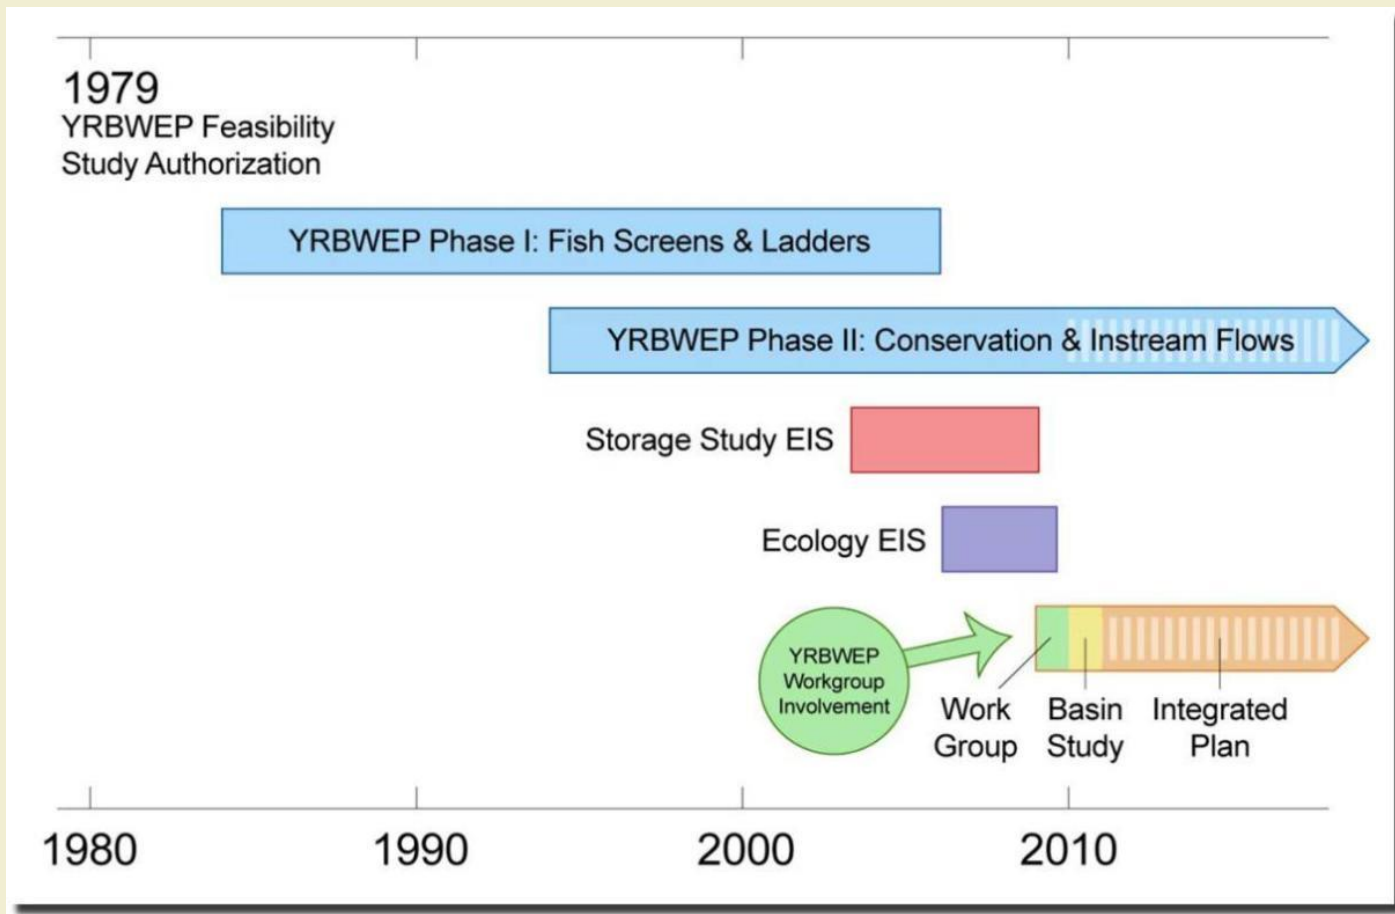 1979
YRBWEP Feasibility
Study Authorization
YRBWEP Phase I: Fish Screens & Ladders
YRBWEP Phase II: Conservation & Instream Flows
Storage Study EIS
Ecology EIS
YRBWEP
Workgroup
Involvement
Work
Group
Basin
Study
Integrated
Plan
1980 1990 2000 2010